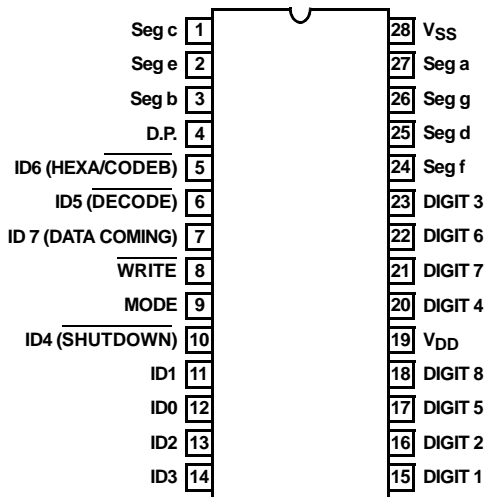 Seg c 1 28 VSS
Seg e 2 27 Seg a
Seg b 3 26 Seg g
D.P. 4 25 Seg d
ID6 (HEXA/CODEB) 5 24 Seg f
ID5 (DECODE) 6 23 DIGIT 3
ID 7 (DATA COMING) 7 22 DIGIT 6
WRITE 8 21 DIGIT 7
MODE 9 20 DIGIT 4
ID4 (SHUTDOWN) 10 19 VDD
ID1 11 18 DIGIT 8
ID0 12 17 DIGIT 5
ID2 13 16 DIGIT 2
ID3 14 15 DIGIT 1